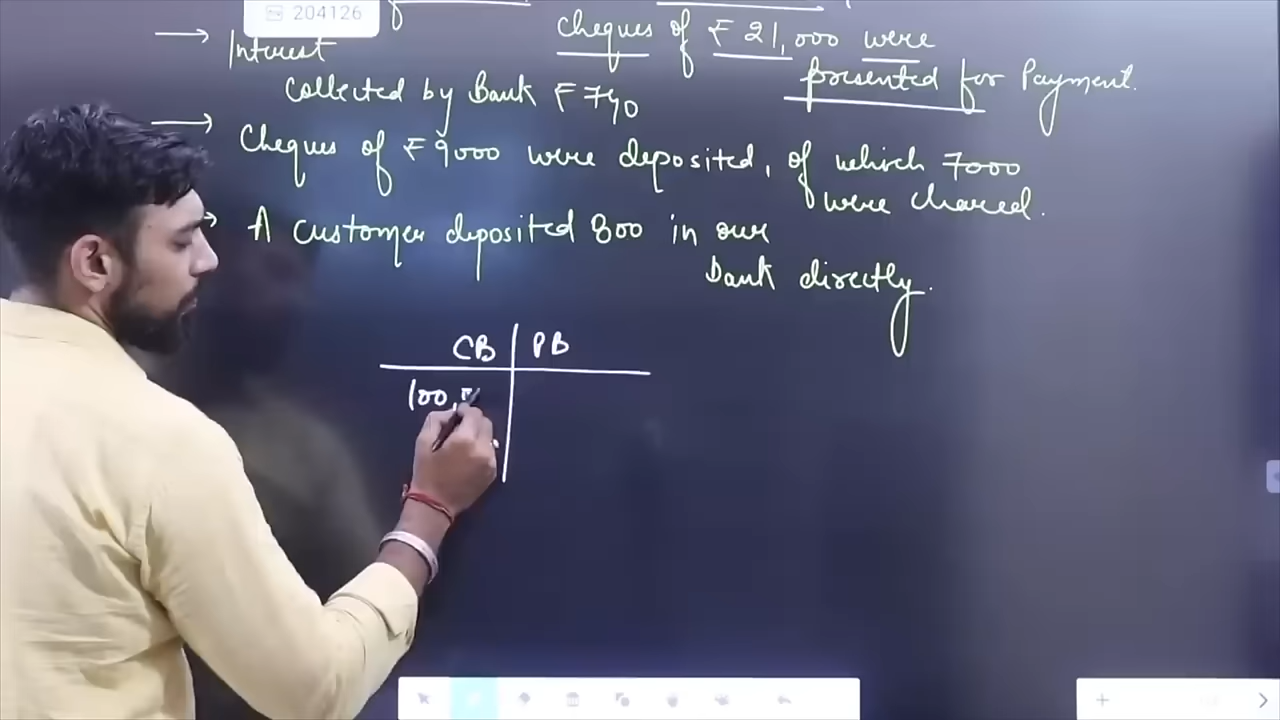 204126
cheques of ₹ 21,000 were
→ Interest
presented for Payment.
collected by Bank ₹ 790
→ Cheques of ₹ 9000 were deposited, of which 7000
were cleared.
→ A customer deposited 800 in our
bank directly.
CB PB
100,